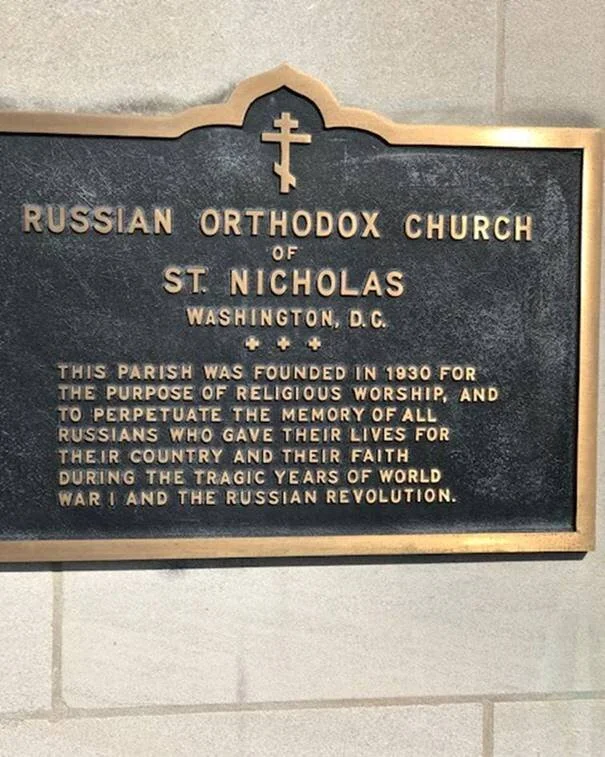 RUSSIAN ORTHODOX CHURCH
OF
ST. NICHOLAS
WASHINGTON, D.C.
THIS PARISH WAS FOUNDED IN 1930 FOR
THE PURPOSE OF RELIGIOUS WORSHIP, AND
TO PERPETUATE THE MEMORY OF ALL
RUSSIANS WHO GAVE THEIR LIVES FOR
THEIR COUNTRY AND THEIR FAITH
DURING THE TRAGIC YEARS OF WORLD
WAR I AND THE RUSSIAN REVOLUTION.